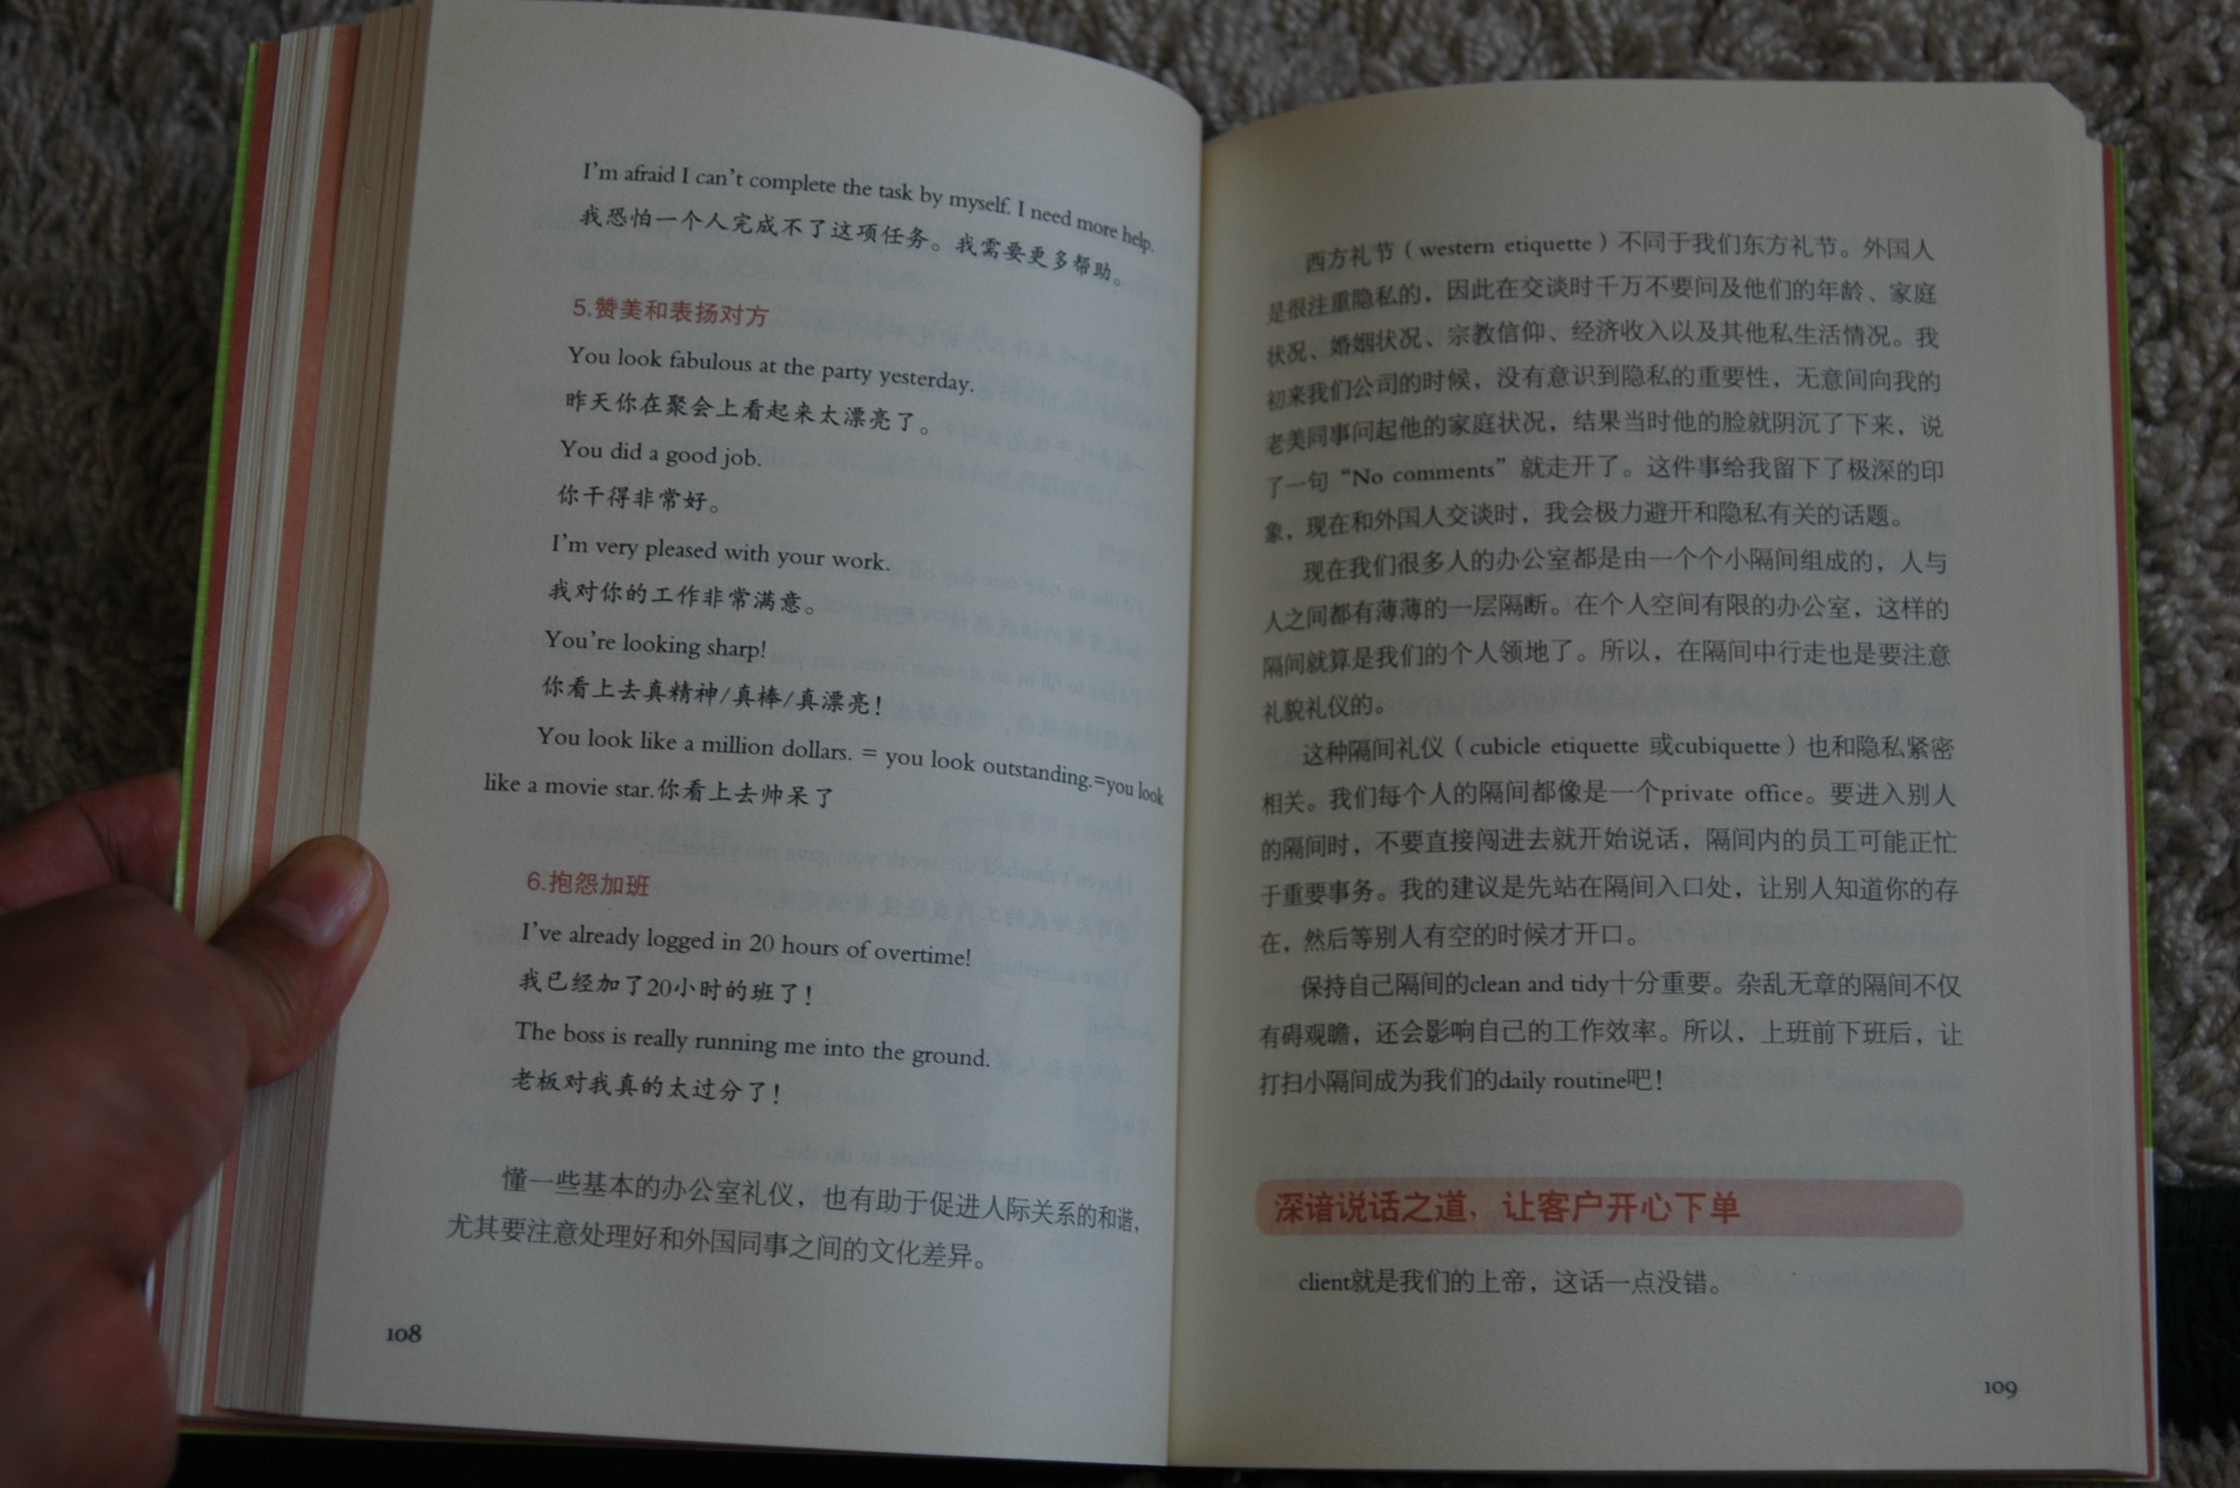 I'm afraid I can't complete the task by myself. I need more help.
我恐怕一个人完成不了这项任务。我需要更多帮助。
5.赞美和表扬对方
You look fabulous at the party yesterday.
昨天你在聚会上看起来太漂亮了。
You did a good job.
你干得非常好。
I'm very pleased with your work.
我对你的工作非常满意。
You're looking sharp!
你看上去真精神/真棒/真漂亮!
You look like a million dollars. = you look outstanding.=you look
like a movie star.你看上去帅呆了
6.抱怨加班
I've already logged in 20 hours of overtime!
我已经加了20小时的班了!
The boss is really running me into the ground.
老板对我真的太过分了!
懂一些基本的办公室礼仪，也有助于促进人际关系的和谐，
尤其要注意处理好和外国同事之间的文化差异。
108
西方礼节（western etiquette）不同于我们东方礼节。外国人
是很注重隐私的，因此在交谈时千万不要问及他们的年龄、家庭
状况、婚姻状况、宗教信仰、经济收入以及其他私生活情况。我
初来我们公司的时候，没有意识到隐私的重要性，无意间向我的
老美同事问起他的家庭状况，结果当时他的脸就阴沉了下来，说
了一句“No comments”就走开了。这件事给我留下了极深的印
象，现在和外国人交谈时，我会极力避开和隐私有关的话题。
现在我们很多人的办公室都是由一个个小隔间组成的，人与
人之间都有薄薄的一层隔断。在个人空间有限的办公室，这样的
隔间就算是我们的个人领地了。所以，在隔间中行走也是要注意
礼貌礼仪的。
这种隔间礼仪（cubicle etiquette 或cubiquette）也和隐私紧密
相关。我们每个人的隔间都像是一个private office。要进入别人
的隔间时，不要直接闯进去就开始说话，隔间内的员工可能正忙
于重要事务。我的建议是先站在隔间入口处，让别人知道你的存
在，然后等别人有空的时候才开口。
保持自己隔间的clean and tidy十分重要。杂乱无章的隔间不仅
有碍观瞻，还会影响自己的工作效率。所以，上班前下班后，让
打扫小隔间成为我们的daily routine吧!
深谙说话之道，让客户开心下单
client就是我们的上帝，这话一点没错。
109